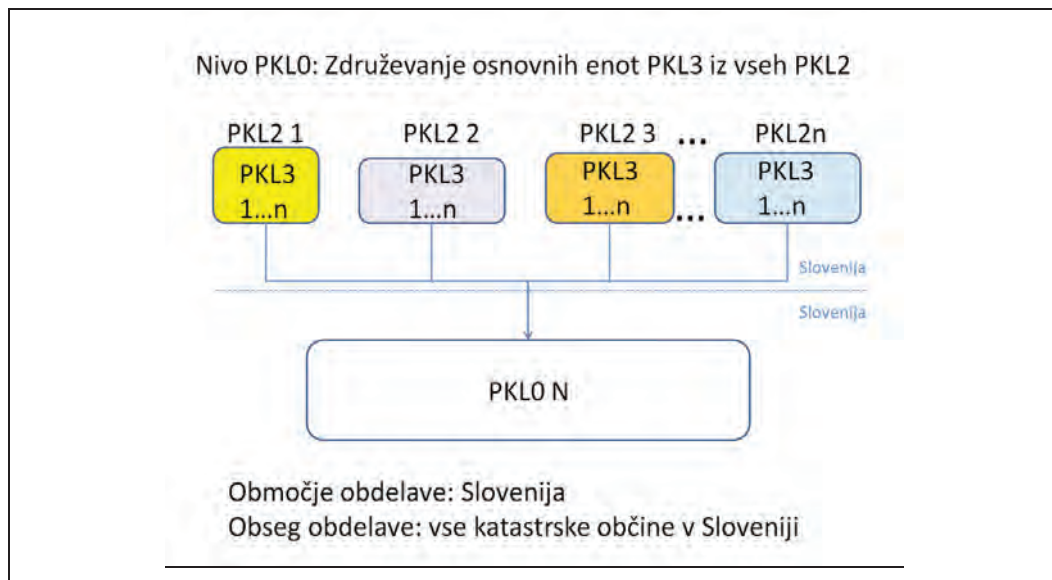 Nivo PKL0: Združevanje osnovnih enot PKL3 iz vseh PKL2
PKL2 1 PKL2 2 PKL2 3 ... PKL2n
PKL3 PKL3 PKL3 PKL3
1...n 1...n 1...n ... 1...n
Slovenija
Slovenija
PKL0 N
Območje obdelave: Slovenija
Obseg obdelave: vse katastrske občine v Sloveniji